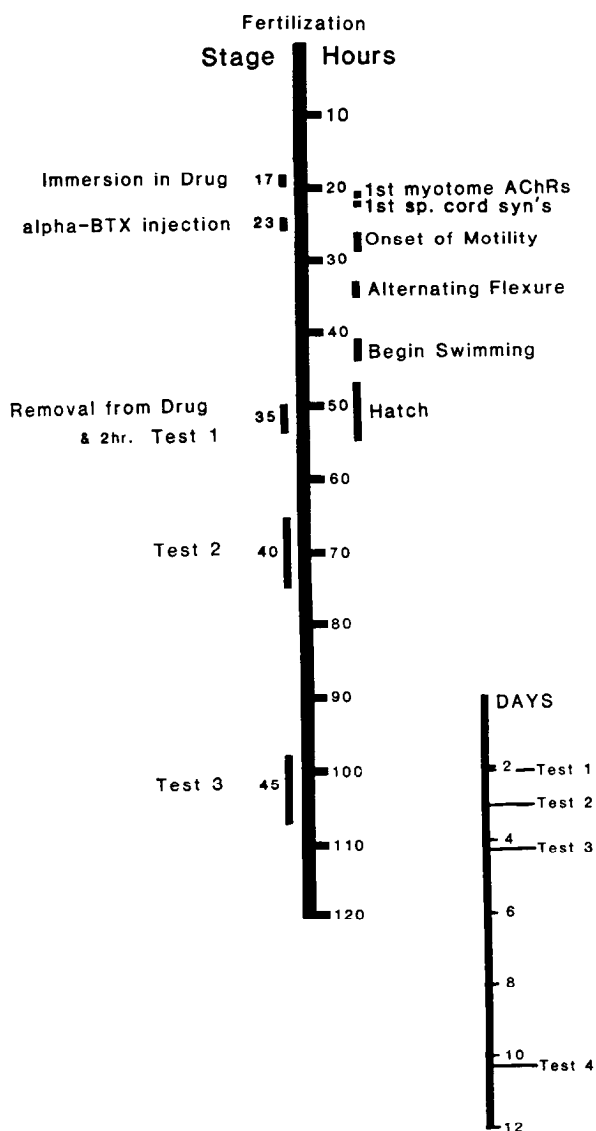 Fertilization
Stage Hours
10
Immersion in Drug 17
20
1st myotome AChRs
1st sp. cord syn's
alpha-BTX injection 23
Onset of Motility
30
Alternating Flexure
40
Begin Swimming
Removal from Drug
& 2hr. Test 1
35
50
Hatch
60
Test 2 40
70
80
90
100
Test 3 45
110
120
DAYS
2 Test 1
Test 2
4
Test 3
6
8
10
Test 4
12